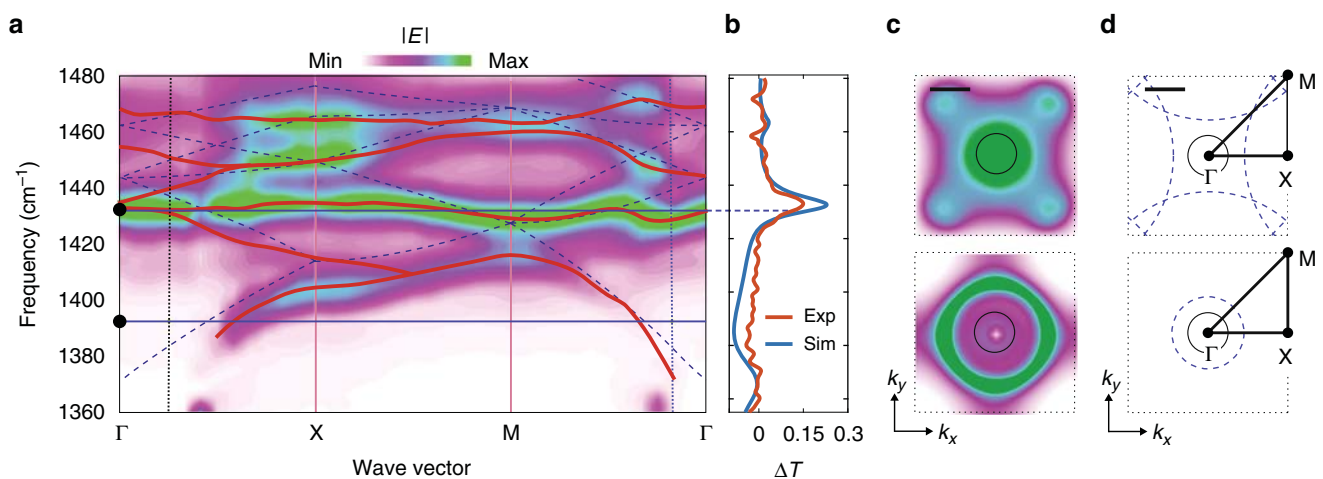 a
|E|
Min Max
Frequency (cm⁻¹)
1480
1460
1440
1420
1400
1380
1360
Γ X M Γ
Wave vector
b
Exp
Sim
0 0.15 0.3
ΔT
c
k_y
k_x
d
M
Γ
X
M
Γ
X
k_y
k_x